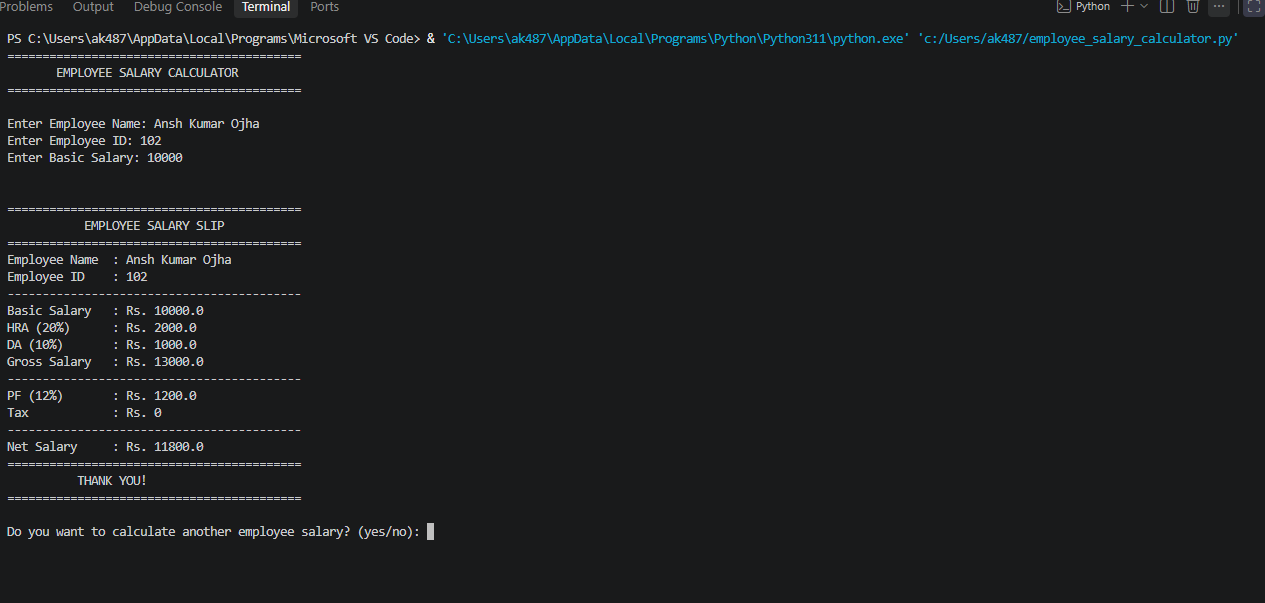 Problems Output Debug Console Terminal Ports Python
PS C:\Users\ak487\AppData\Local\Programs\Microsoft VS Code> & 'C:\Users\ak487\AppData\Local\Programs\Python\Python311\python.exe' 'c:/Users/ak487/employee_salary_calculator.py'
==========================================
       EMPLOYEE SALARY CALCULATOR
==========================================
Enter Employee Name: Ansh Kumar Ojha
Enter Employee ID: 102
Enter Basic Salary: 10000
==========================================
           EMPLOYEE SALARY SLIP
==========================================
Employee Name  : Ansh Kumar Ojha
Employee ID    : 102
------------------------------------------
Basic Salary   : Rs. 10000.0
HRA (20%)      : Rs. 2000.0
DA (10%)       : Rs. 1000.0
Gross Salary   : Rs. 13000.0
------------------------------------------
PF (12%)       : Rs. 1200.0
Tax            : Rs. 0
------------------------------------------
Net Salary     : Rs. 11800.0
==========================================
          THANK YOU!
==========================================
Do you want to calculate another employee salary? (yes/no):